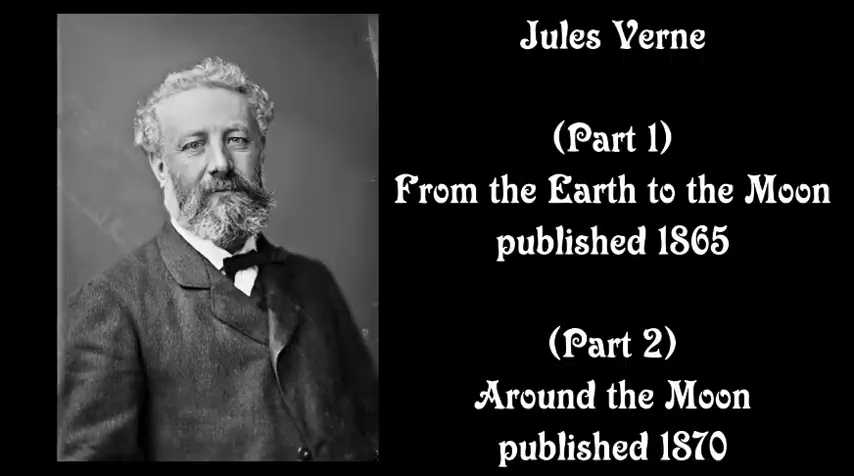 Jules Verne
(Part 1)
From the Earth to the Moon
published 1865
(Part 2)
Around the Moon
published 1870